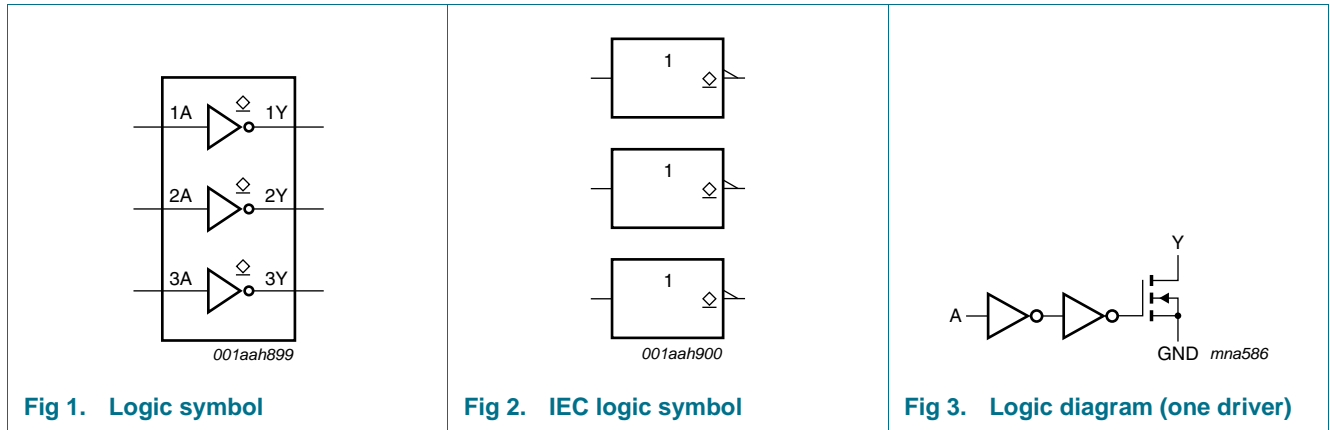 1A 1Y
2A 2Y
3A 3Y
001aah899
Fig 1. Logic symbol
1
1
1
001aah900
Fig 2. IEC logic symbol
Y
A
GND mna586
Fig 3. Logic diagram (one driver)